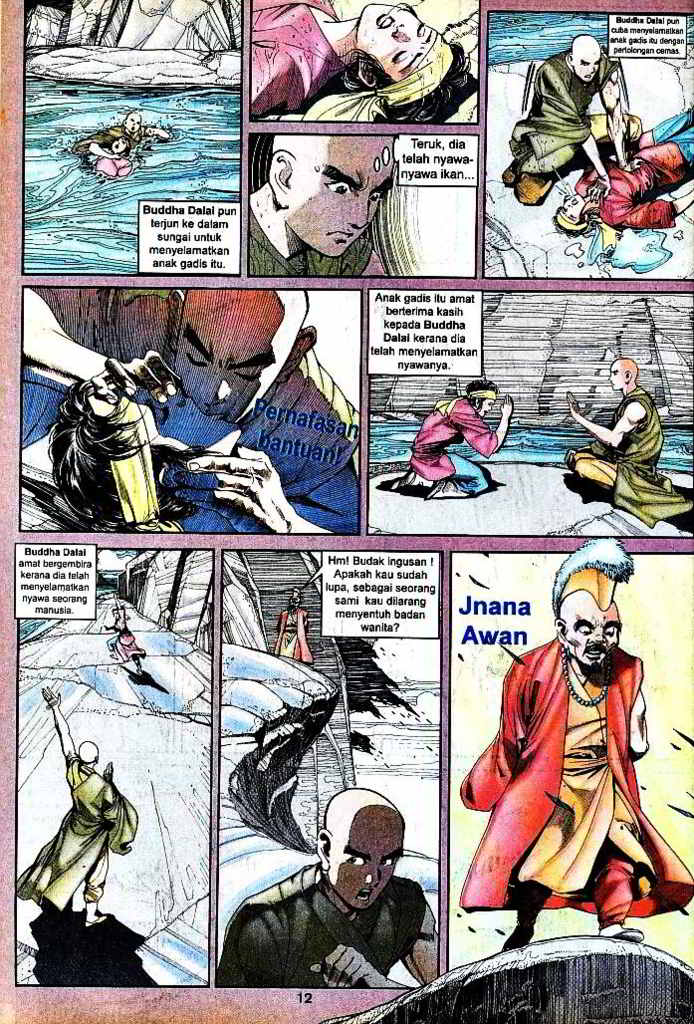 Buddha Dalai pun
terjun ke dalam
sungai untuk
menyelamatkan
anak gadis itu.
Teruk, dia
telah nyawa-
nyawa ikan...
Buddha Dalai pun
cuba menyelamatkan
anak gadis itu dengan
pertolongan cemas.
Pernafasan
bantuan!
Anak gadis itu amat
berterima kasih
kepada Buddha
Dalai kerana dia
telah menyelamatkan
nyawanya.
Buddha Dalai
amat bergembira
kerana dia telah
menyelamatkan
nyawa seorang
manusia.
Hm! Budak ingusan !
Apakah kau sudah
lupa, sebagai seorang
sami kau dilarang
menyentuh badan
wanita?
Jnana
Awan
12